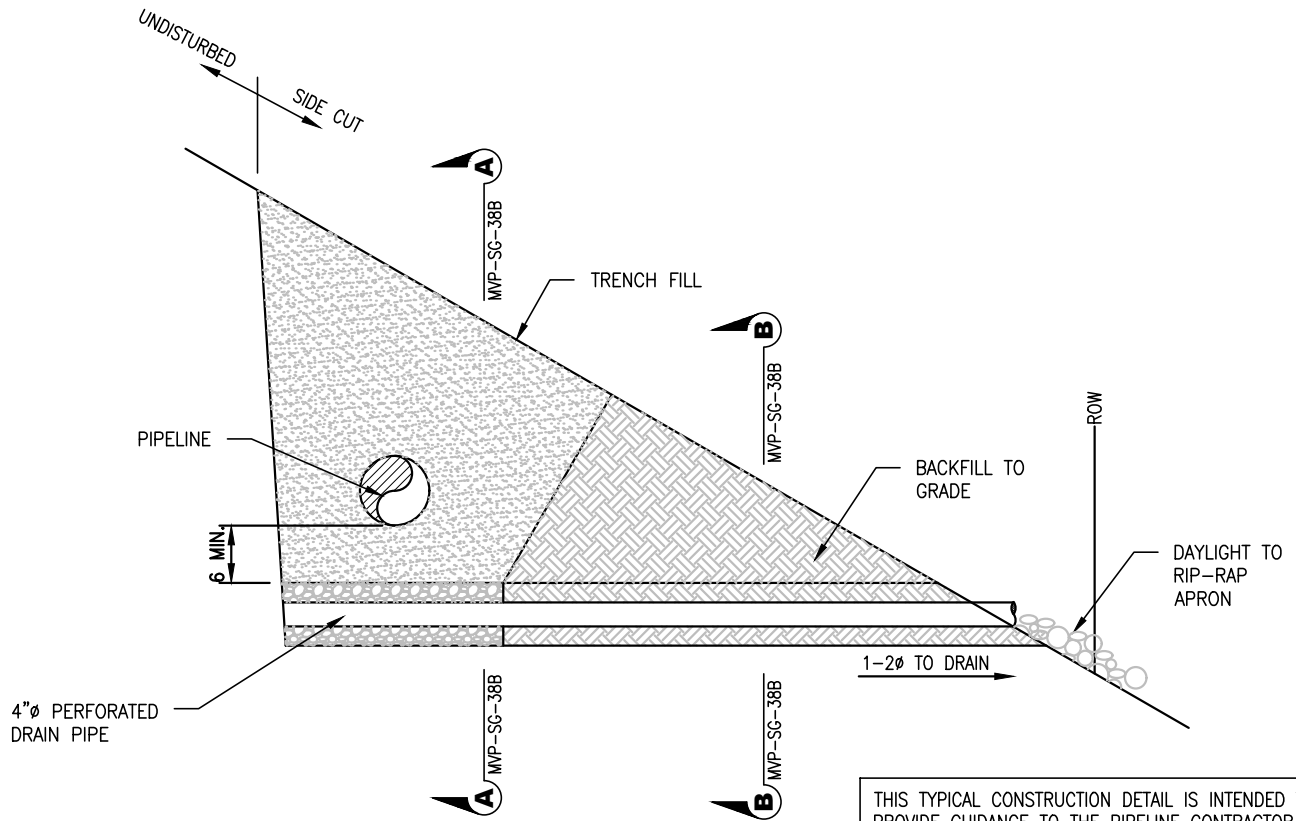 UNDISTURBED
SIDE CUT
A
MVP-SG-38B
TRENCH FILL
B
MVP-SG-38B
ROW
PIPELINE
BACKFILL TO
GRADE
6 MIN.
DAYLIGHT TO
RIP-RAP
APRON
1-2ø TO DRAIN
4"ø PERFORATED
DRAIN PIPE
MVP-SG-38B
A
MVP-SG-38B
B
THIS TYPICAL CONSTRUCTION DETAIL IS INTENDED
PROVIDE GUIDANCE TO THE PIPELINE CONTRACTOR